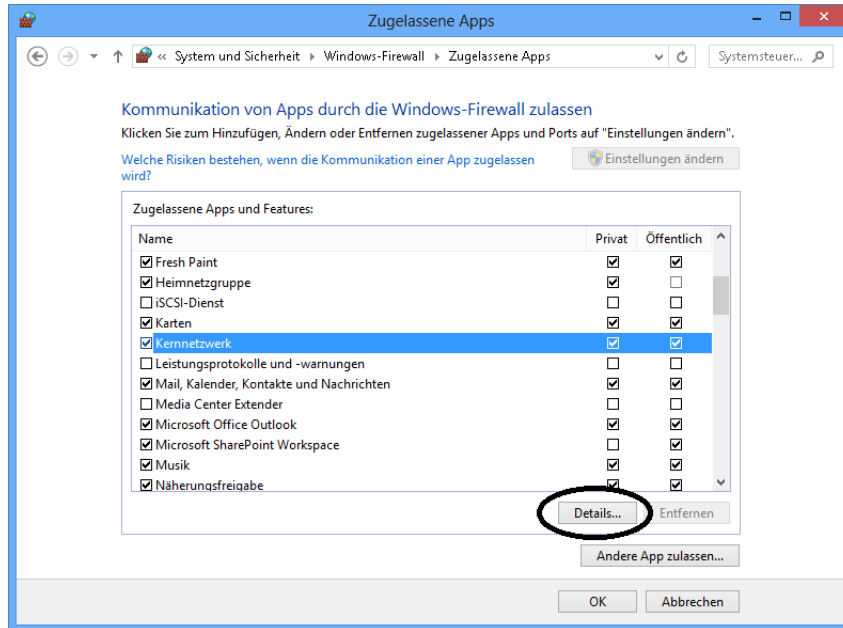 Zugelassene Apps
« System und Sicherheit Windows-Firewall Zugelassene Apps Systemsteuer...
Kommunikation von Apps durch die Windows-Firewall zulassen
Klicken Sie zum Hinzufügen, Ändern oder Entfernen zugelassener Apps und Ports auf "Einstellungen ändern".
Welche Risiken bestehen, wenn die Kommunikation einer App zugelassen
wird?
Einstellungen ändern
Zugelassene Apps und Features:
Name Privat Öffentlich
Fresh Paint
Heimnetzgruppe
iSCSI-Dienst
Karten
Kernnetzwerk
Leistungsprotokolle und -warnungen
Mail, Kalender, Kontakte und Nachrichten
Media Center Extender
Microsoft Office Outlook
Microsoft SharePoint Workspace
Musik
Näherungsfreigabe
Details... Entfernen
Andere App zulassen...
OK Abbrechen